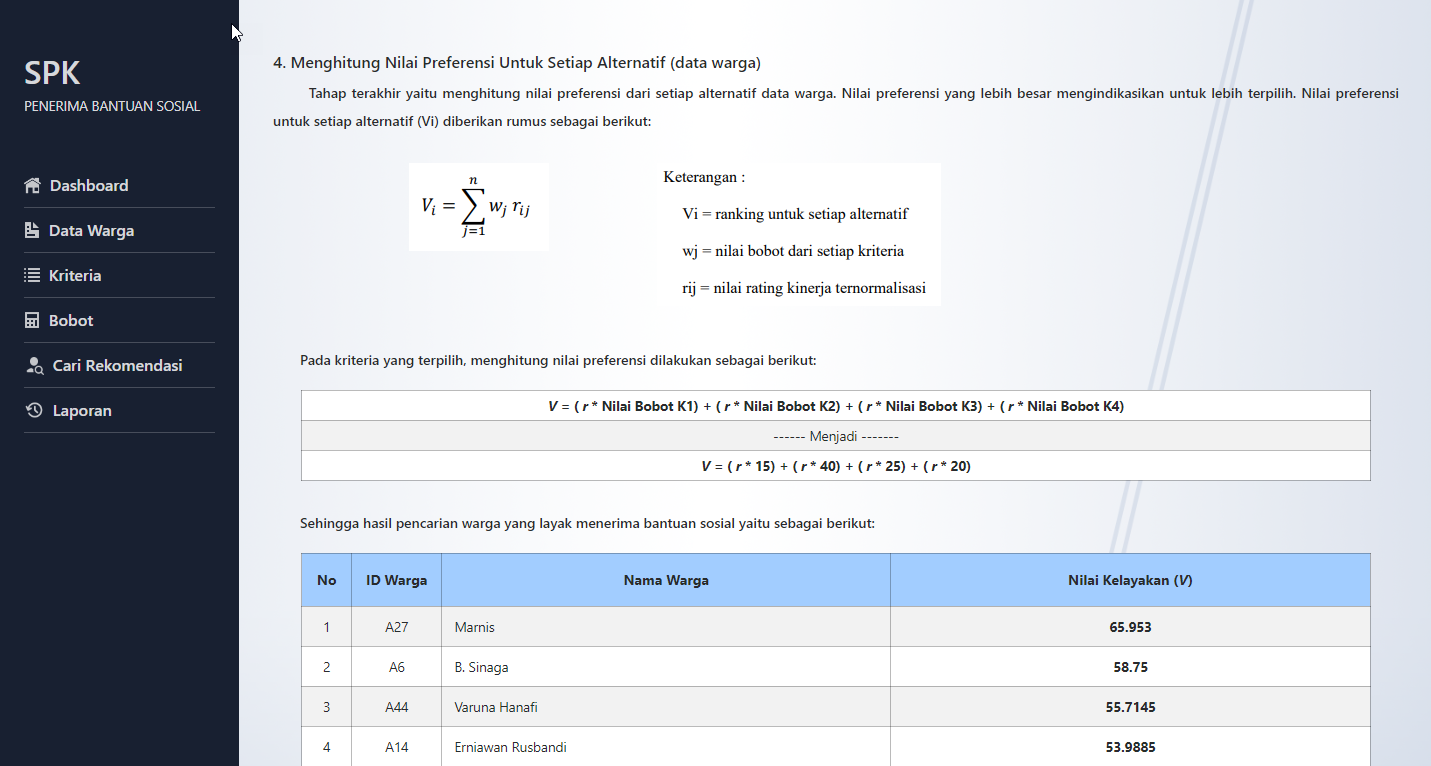 SPK
PENERIMA BANTUAN SOSIAL
Dashboard
Data Warga
Kriteria
Bobot
Cari Rekomendasi
Laporan
4. Menghitung Nilai Preferensi Untuk Setiap Alternatif (data warga)
Tahap terakhir yaitu menghitung nilai preferensi dari setiap alternatif data warga. Nilai preferensi yang lebih besar mengindikasikan untuk lebih terpilih. Nilai preferensi
untuk setiap alternatif (Vi) diberikan rumus sebagai berikut:
V_i = \sum_{j=1}^{n} w_j r_{ij}
Keterangan :
Vi = ranking untuk setiap alternatif
wj = nilai bobot dari setiap kriteria
rij = nilai rating kinerja ternormalisasi
Pada kriteria yang terpilih, menghitung nilai preferensi dilakukan sebagai berikut:
V = ( r * Nilai Bobot K1) + ( r * Nilai Bobot K2) + ( r * Nilai Bobot K3) + ( r * Nilai Bobot K4)
------ Menjadi -------
V = ( r * 15) + ( r * 40) + ( r * 25) + ( r * 20)
Sehingga hasil pencarian warga yang layak menerima bantuan sosial yaitu sebagai berikut:
No ID Warga Nama Warga Nilai Kelayakan (V)
1 A27 Marnis 65.953
2 A6 B. Sinaga 58.75
3 A44 Varuna Hanafi 55.7145
4 A14 Erniawan Rusbandi 53.9885